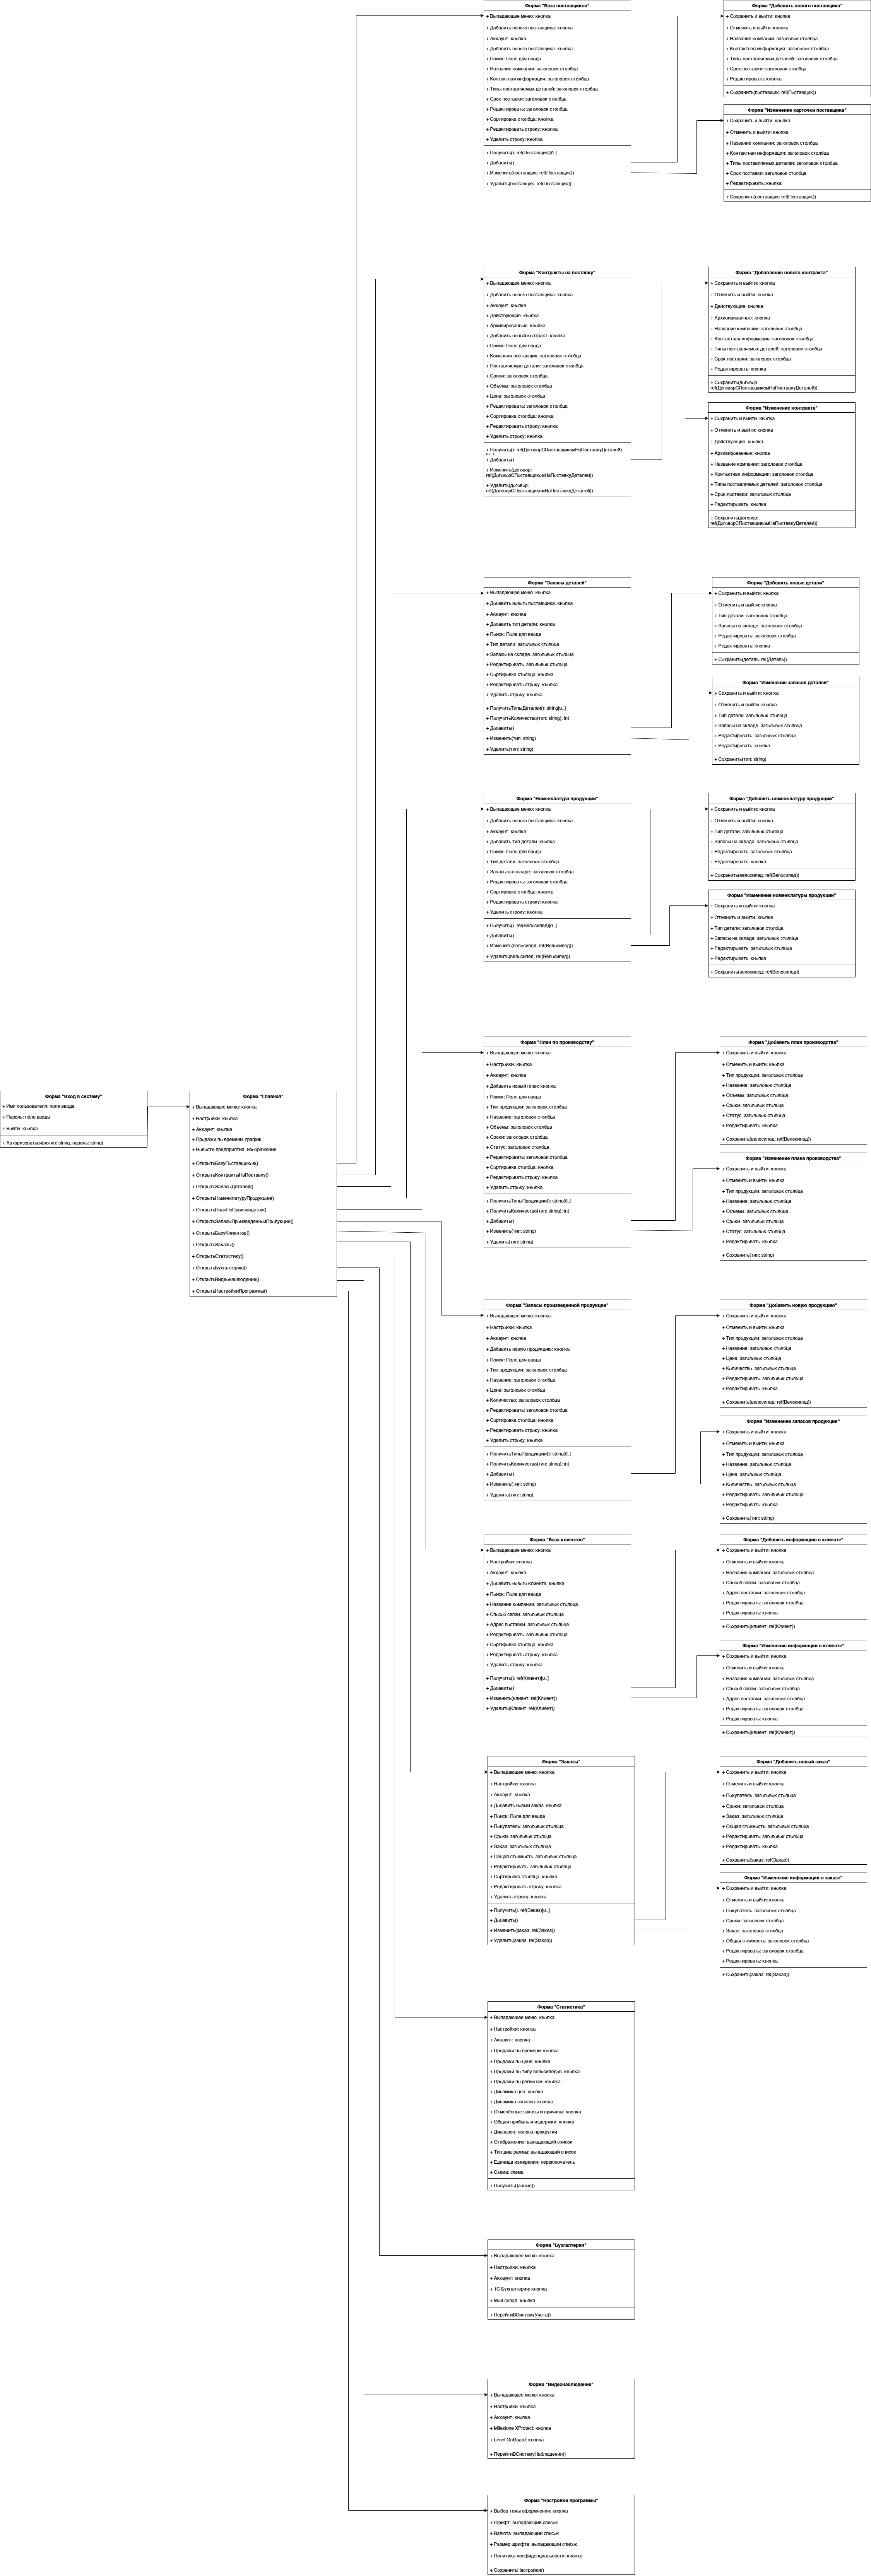 Форма "База поставщиков"
+ Выпадающее меню: кнопка
+ Добавить нового поставщика: кнопка
+ Аккаунт: кнопка
+ Добавить нового поставщика: кнопка
+ Поиск: Поле для ввода
+ Название компании: заголовок столбца
+ Контактная информация: заголовок столбца
+ Типы поставляемых деталей: заголовок столбца
+ Срок поставки: заголовок столбца
+ Редактировать: заголовок столбца
+ Сортировка столбца: кнопка
+ Редактировать строку: кнопка
+ Удалить строку: кнопка
+ Получить(): ref(Поставщик)[0..]
+ Добавить()
+ Изменить(поставщик: ref(Поставщик))
+ Удалить(поставщик: ref(Поставщик))
Форма "Добавить нового поставщика"
+ Сохранить и выйти: кнопка
+ Отменить и выйти: кнопка
+ Название компании: заголовок столбца
+ Контактная информация: заголовок столбца
+ Типы поставляемых деталей: заголовок столбца
+ Срок поставки: заголовок столбца
+ Редактировать: кнопка
+ Сохранить(поставщик: ref(Поставщик))
Форма "Изменение карточки поставщика"
+ Сохранить и выйти: кнопка
+ Отменить и выйти: кнопка
+ Название компании: заголовок столбца
+ Контактная информация: заголовок столбца
+ Типы поставляемых деталей: заголовок столбца
+ Срок поставки: заголовок столбца
+ Редактировать: кнопка
+ Сохранить(поставщик: ref(Поставщик))
Форма "Контракты на поставку"
+ Выпадающее меню: кнопка
+ Добавить нового поставщика: кнопка
+ Аккаунт: кнопка
+ Действующие: кнопка
+ Архивированные: кнопка
+ Добавить новый контракт: кнопка
+ Поиск: Поле для ввода
+ Компания-поставщик: заголовок столбца
+ Поставляемые детали: заголовок столбца
+ Сроки: заголовок столбца
+ Объёмы: заголовок столбца
+ Цена: заголовок столбца
+ Редактировать: заголовок столбца
+ Сортировка столбца: кнопка
+ Редактировать строку: кнопка
+ Удалить строку: кнопка
+ Получить(): ref(ДоговорСПоставщикомНаПоставкуДеталей)
+ Добавить()
+ Изменить(договор:
ref(ДоговорСПоставщикомНаПоставкуДеталей))
+ Удалить(договор:
ref(ДоговорСПоставщикомНаПоставкуДеталей))
Форма "Добавление нового контракта"
+ Сохранить и выйти: кнопка
+ Отменить и выйти: кнопка
+ Действующие: кнопка
+ Архивированные: кнопка
+ Название компании: заголовок столбца
+ Контактная информация: заголовок столбца
+ Типы поставляемых деталей: заголовок столбца
+ Срок поставки: заголовок столбца
+ Редактировать: кнопка
+ Сохранить(договор:
ref(ДоговорСПоставщикомНаПоставкуДеталей))
Форма "Изменение контракта"
+ Сохранить и выйти: кнопка
+ Отменить и выйти: кнопка
+ Действующие: кнопка
+ Архивированные: кнопка
+ Название компании: заголовок столбца
+ Контактная информация: заголовок столбца
+ Типы поставляемых деталей: заголовок столбца
+ Срок поставки: заголовок столбца
+ Редактировать: кнопка
+ Сохранить(договор:
ref(ДоговорСПоставщикомНаПоставкуДеталей))
Форма "Запасы деталей"
+ Выпадающее меню: кнопка
+ Добавить нового поставщика: кнопка
+ Аккаунт: кнопка
+ Добавить тип детали: кнопка
+ Поиск: Поле для ввода
+ Тип детали: заголовок столбца
+ Запасы на складе: заголовок столбца
+ Редактировать: заголовок столбца
+ Сортировка столбца: кнопка
+ Редактировать строку: кнопка
+ Удалить строку: кнопка
+ ПолучитьТипыДеталей(): string[0..]
+ ПолучитьКоличество(тип: string): int
+ Добавить()
+ Изменить(тип: string)
+ Удалить(тип: string)
Форма "Добавить новые детали"
+ Сохранить и выйти: кнопка
+ Отменить и выйти: кнопка
+ Тип детали: заголовок столбца
+ Запасы на складе: заголовок столбца
+ Редактировать: заголовок столбца
+ Редактировать: кнопка
+ Сохранить(деталь: ref(Деталь))
Форма "Изменение запасов деталей"
+ Сохранить и выйти: кнопка
+ Отменить и выйти: кнопка
+ Тип детали: заголовок столбца
+ Запасы на складе: заголовок столбца
+ Редактировать: заголовок столбца
+ Редактировать: кнопка
+ Сохранить(тип: string)
Форма "Номенклатура продукции"
+ Выпадающее меню: кнопка
+ Добавить нового поставщика: кнопка
+ Аккаунт: кнопка
+ Добавить тип детали: кнопка
+ Поиск: Поле для ввода
+ Тип детали: заголовок столбца
+ Запасы на складе: заголовок столбца
+ Редактировать: заголовок столбца
+ Сортировка столбца: кнопка
+ Редактировать строку: кнопка
+ Удалить строку: кнопка
+ Получить(): ref(Велосипед)[0..]
+ Добавить()
+ Изменить(велосипед: ref(Велосипед))
+ Удалить(велосипед: ref(Велосипед))
Форма "Добавить номенклатуру продукции"
+ Сохранить и выйти: кнопка
+ Отменить и выйти: кнопка
+ Тип детали: заголовок столбца
+ Запасы на складе: заголовок столбца
+ Редактировать: заголовок столбца
+ Редактировать: кнопка
+ Сохранить(велосипед: ref(Велосипед))
Форма "Изменение номенклатуры продукции"
+ Сохранить и выйти: кнопка
+ Отменить и выйти: кнопка
+ Тип детали: заголовок столбца
+ Запасы на складе: заголовок столбца
+ Редактировать: заголовок столбца
+ Редактировать: кнопка
+ Сохранить(велосипед: ref(Велосипед))
Форма "Вход в систему"
+ Имя пользователя: поле ввода
+ Пароль: поле ввода
+ Выйти: кнопка
+ Авторизоваться(логин: string, пароль: string)
Форма "Главная"
+ Выпадающее меню: кнопка
+ Настройки: кнопка
+ Аккаунт: кнопка
+ Продажи по времени: график
+ Новости предприятия: изображение
+ ОткрытьБазуПоставщиков()
+ ОткрытьКонтрактыНаПоставку()
+ ОткрытьЗапасыДеталей()
+ ОткрытьНоменклатуруПродукции()
+ ОткрытьПланПоПроизводству()
+ ОткрытьЗапасыПроизведеннойПродукции()
+ ОткрытьБазуКлиентов()
+ ОткрытьЗаказы()
+ ОткрытьСтатистику()
+ ОткрытьБухгалтерию()
+ ОткрытьВидеонаблюдение()
+ ОткрытьНастройкиПрограммы()
Форма "План по производству"
+ Выпадающее меню: кнопка
+ Настройки: кнопка
+ Аккаунт: кнопка
+ Добавить новый план: кнопка
+ Поиск: Поле для ввода
+ Тип продукции: заголовок столбца
+ Название: заголовок столбца
+ Объёмы: заголовок столбца
+ Сроки: заголовок столбца
+ Статус: заголовок столбца
+ Редактировать: заголовок столбца
+ Сортировка столбца: кнопка
+ Редактировать строку: кнопка
+ Удалить строку: кнопка
+ ПолучитьТипыПродукции(): string[0..]
+ ПолучитьКоличество(тип: string): int
+ Добавить()
+ Изменить(тип: string)
+ Удалить(тип: string)
Форма "Добавить план производства"
+ Сохранить и выйти: кнопка
+ Отменить и выйти: кнопка
+ Тип продукции: заголовок столбца
+ Название: заголовок столбца
+ Объёмы: заголовок столбца
+ Сроки: заголовок столбца
+ Статус: заголовок столбца
+ Редактировать: кнопка
+ Сохранить(велосипед: ref(Велосипед))
Форма "Изменение плана производства"
+ Сохранить и выйти: кнопка
+ Отменить и выйти: кнопка
+ Тип продукции: заголовок столбца
+ Название: заголовок столбца
+ Объёмы: заголовок столбца
+ Сроки: заголовок столбца
+ Статус: заголовок столбца
+ Редактировать: кнопка
+ Сохранить(тип: string)
Форма "Запасы произведенной продукции"
+ Выпадающее меню: кнопка
+ Настройки: кнопка
+ Аккаунт: кнопка
+ Добавить новую продукцию: кнопка
+ Поиск: Поле для ввода
+ Тип продукции: заголовок столбца
+ Название: заголовок столбца
+ Цена: заголовок столбца
+ Количество: заголовок столбца
+ Редактировать: заголовок столбца
+ Сортировка столбца: кнопка
+ Редактировать строку: кнопка
+ Удалить строку: кнопка
+ ПолучитьТипыПродукции(): string[0..]
+ ПолучитьКоличество(тип: string): int
+ Добавить()
+ Изменить(тип: string)
+ Удалить(тип: string)
Форма "Добавить новую продукцию"
+ Сохранить и выйти: кнопка
+ Отменить и выйти: кнопка
+ Тип продукции: заголовок столбца
+ Название: заголовок столбца
+ Цена: заголовок столбца
+ Количество: заголовок столбца
+ Редактировать: заголовок столбца
+ Редактировать: кнопка
+ Сохранить(велосипед: ref(Велосипед))
Форма "Изменение запасов продукции"
+ Сохранить и выйти: кнопка
+ Отменить и выйти: кнопка
+ Тип продукции: заголовок столбца
+ Название: заголовок столбца
+ Цена: заголовок столбца
+ Количество: заголовок столбца
+ Редактировать: заголовок столбца
+ Редактировать: кнопка
+ Сохранить(тип: string)
Форма "База клиентов"
+ Выпадающее меню: кнопка
+ Настройки: кнопка
+ Аккаунт: кнопка
+ Добавить нового клиента: кнопка
+ Поиск: Поле для ввода
+ Название компании: заголовок столбца
+ Способ связи: заголовок столбца
+ Адрес поставки: заголовок столбца
+ Редактировать: заголовок столбца
+ Сортировка столбца: кнопка
+ Редактировать строку: кнопка
+ Удалить строку: кнопка
+ Получить(): ref(Клиент)[0..]
+ Добавить()
+ Изменить(клиент: ref(Клиент))
+ Удалить(Клиент: ref(Клиент))
Форма "Добавить информацию о клиенте"
+ Сохранить и выйти: кнопка
+ Отменить и выйти: кнопка
+ Название компании: заголовок столбца
+ Способ связи: заголовок столбца
+ Адрес поставки: заголовок столбца
+ Редактировать: заголовок столбца
+ Редактировать: кнопка
+ Сохранить(клиент: ref(Клиент))
Форма "Изменение информации о клиенте"
+ Сохранить и выйти: кнопка
+ Отменить и выйти: кнопка
+ Название компании: заголовок столбца
+ Способ связи: заголовок столбца
+ Адрес поставки: заголовок столбца
+ Редактировать: заголовок столбца
+ Редактировать: кнопка
+ Сохранить(клиент: ref(Клиент))
Форма "Заказы"
+ Выпадающее меню: кнопка
+ Настройки: кнопка
+ Аккаунт: кнопка
+ Добавить новый заказ: кнопка
+ Поиск: Поле для ввода
+ Покупатель: заголовок столбца
+ Сроки: заголовок столбца
+ Заказ: заголовок столбца
+ Общая стоимость: заголовок столбца
+ Редактировать: заголовок столбца
+ Сортировка столбца: кнопка
+ Редактировать строку: кнопка
+ Удалить строку: кнопка
+ Получить(): ref(Заказ)[0..]
+ Добавить()
+ Изменить(заказ: ref(Заказ))
+ Удалить(заказ: ref(Заказ))
Форма "Добавить новый заказ"
+ Сохранить и выйти: кнопка
+ Отменить и выйти: кнопка
+ Покупатель: заголовок столбца
+ Сроки: заголовок столбца
+ Заказ: заголовок столбца
+ Общая стоимость: заголовок столбца
+ Редактировать: заголовок столбца
+ Редактировать: кнопка
+ Сохранить(заказ: ref(Заказ))
Форма "Изменение информации о заказе"
+ Сохранить и выйти: кнопка
+ Отменить и выйти: кнопка
+ Покупатель: заголовок столбца
+ Сроки: заголовок столбца
+ Заказ: заголовок столбца
+ Общая стоимость: заголовок столбца
+ Редактировать: заголовок столбца
+ Редактировать: кнопка
+ Сохранить(заказ: ref(Заказ))
Форма "Статистика"
+ Выпадающее меню: кнопка
+ Настройки: кнопка
+ Аккаунт: кнопка
+ Продажи по времени: кнопка
+ Продажи по цене: кнопка
+ Продажи по типу велосипедов: кнопка
+ Продажи по регионам: кнопка
+ Динамика цен: кнопка
+ Динамика запасов: кнопка
+ Отменённые заказы и причины: кнопка
+ Общая прибыль и издержки: кнопка
+ Диапазон: полоса прокрутки
+ Отображение: выпадающий список
+ Тип диаграммы: выпадающий список
+ Единица измерения: переключатель
+ Схема: схема
+ ПолучитьДанные()
Форма "Бухгалтерия"
+ Выпадающее меню: кнопка
+ Настройки: кнопка
+ Аккаунт: кнопка
+ 1С Бухгалтерия: кнопка
+ Мой склад: кнопка
+ ПерейтиВСистемуУчета()
Форма "Видеонаблюдение"
+ Выпадающее меню: кнопка
+ Настройки: кнопка
+ Аккаунт: кнопка
+ Milestone XProtect: кнопка
+ Lenel OnGuard: кнопка
+ ПерейтиВСистемуНаблюдения()
Форма "Настройки программы"
+ Выбор темы оформления: кнопка
+ Шрифт: выпадающий список
+ Валюта: выпадающий список
+ Размер шрифта: выпадающий список
+ Политика конфиденциальности: кнопка
+ СохранитьНастройки()